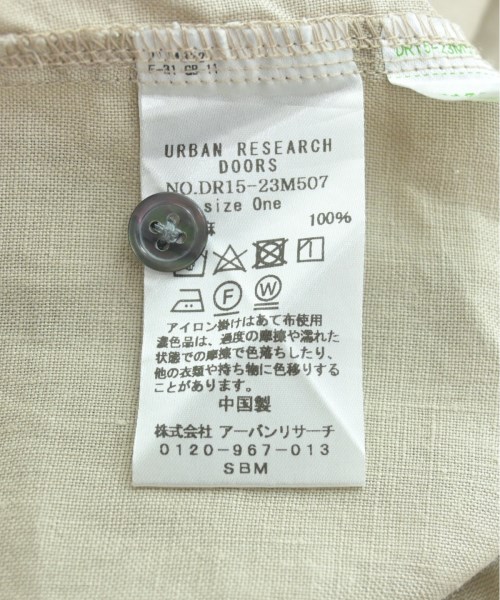 F-31 CB 11
URBAN RESEARCH
DOORS
NO.DR15-23M507
size One
麻 100%
F W
アイロン掛けはあて布使用
濃色品は、過度の摩擦や濡れた
状態での摩擦で色落ちしたり、
他の衣類や持ち物に色移りする
ことがあります。
中国製
株式会社 アーバンリサーチ
0120-967-013
SBM